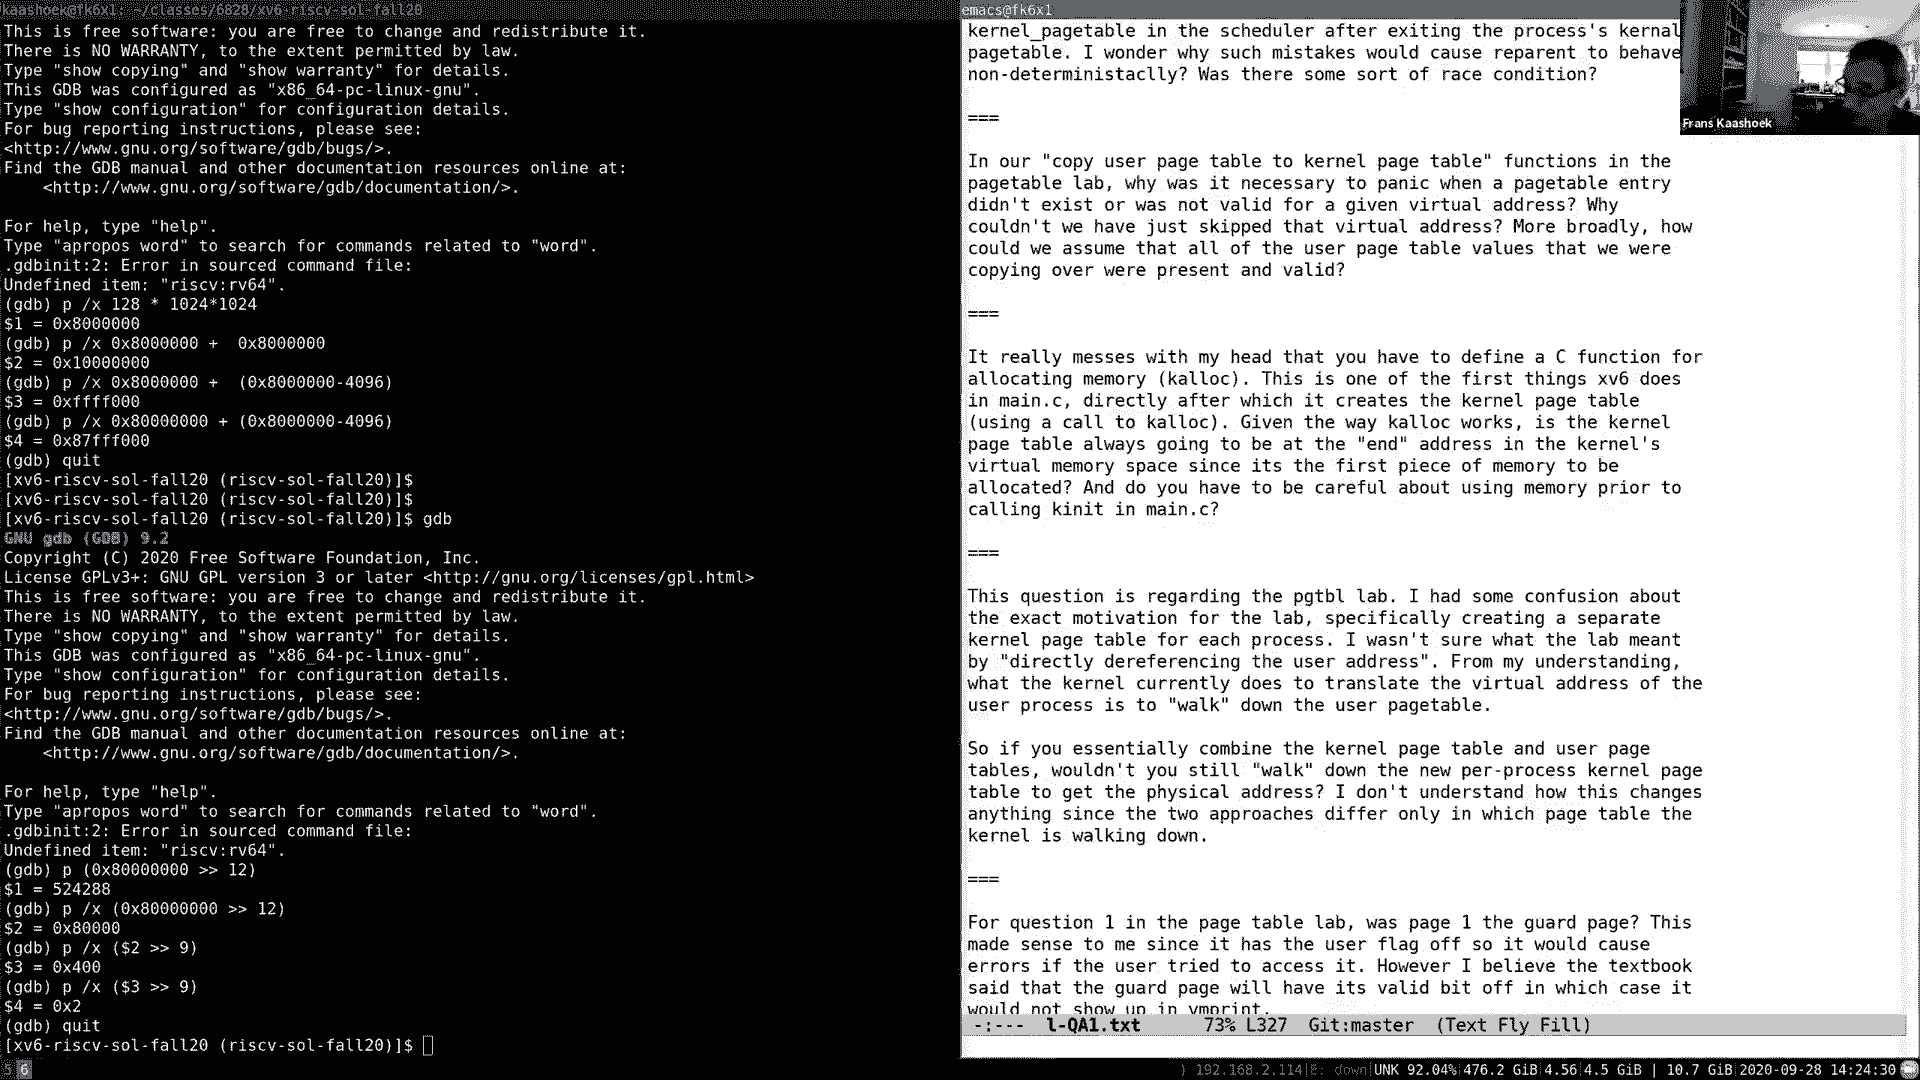 kaashoek@fk6x1: ~/classes/6828/xv6-riscv-sol-fall20
This is free software: you are free to change and redistribute it.
There is NO WARRANTY, to the extent permitted by law.
Type "show copying" and "show warranty" for details.
This GDB was configured as "x86_64-pc-linux-gnu".
Type "show configuration" for configuration details.
For bug reporting instructions, please see:
<http://www.gnu.org/software/gdb/bugs/>.
Find the GDB manual and other documentation resources online at:
<http://www.gnu.org/software/gdb/documentation/>.
For help, type "help".
Type "apropos word" to search for commands related to "word".
.gdbinit:2: Error in sourced command file:
Undefined item: "riscv:rv64".
(gdb) p /x 128 * 1024*1024
$1 = 0x8000000
(gdb) p /x 0x8000000 +  0x8000000
$2 = 0x10000000
(gdb) p /x 0x8000000 +  (0x8000000-4096)
$3 = 0xffff000
(gdb) p /x 0x80000000 + (0x8000000-4096)
$4 = 0x87fff000
(gdb) quit
[xv6-riscv-sol-fall20 (riscv-sol-fall20)]$
[xv6-riscv-sol-fall20 (riscv-sol-fall20)]$
[xv6-riscv-sol-fall20 (riscv-sol-fall20)]$ gdb
GNU gdb (GDB) 9.2
Copyright (C) 2020 Free Software Foundation, Inc.
License GPLv3+: GNU GPL version 3 or later <http://gnu.org/licenses/gpl.html>
This is free software: you are free to change and redistribute it.
There is NO WARRANTY, to the extent permitted by law.
Type "show copying" and "show warranty" for details.
This GDB was configured as "x86_64-pc-linux-gnu".
Type "show configuration" for configuration details.
For bug reporting instructions, please see:
<http://www.gnu.org/software/gdb/bugs/>.
Find the GDB manual and other documentation resources online at:
<http://www.gnu.org/software/gdb/documentation/>.
For help, type "help".
Type "apropos word" to search for commands related to "word".
.gdbinit:2: Error in sourced command file:
Undefined item: "riscv:rv64".
(gdb) p (0x80000000 >> 12)
$1 = 524288
(gdb) p /x (0x80000000 >> 12)
$2 = 0x80000
(gdb) p /x ($2 >> 9)
$3 = 0x400
(gdb) p /x ($3 >> 9)
$4 = 0x2
(gdb) quit
[xv6-riscv-sol-fall20 (riscv-sol-fall20)]$
emacs@fk6x1
kernel_pagetable in the scheduler after exiting the process's kernal
pagetable. I wonder why such mistakes would cause reparent to behave
non-deterministaclly? Was there some sort of race condition?
===
In our "copy user page table to kernel page table" functions in the
pagetable lab, why was it necessary to panic when a pagetable entry
didn't exist or was not valid for a given virtual address? Why
couldn't we have just skipped that virtual address? More broadly, how
could we assume that all of the user page table values that we were
copying over were present and valid?
===
It really messes with my head that you have to define a C function for
allocating memory (kalloc). This is one of the first things xv6 does
in main.c, directly after which it creates the kernel page table
(using a call to kalloc). Given the way kalloc works, is the kernel
page table always going to be at the "end" address in the kernel's
virtual memory space since its the first piece of memory to be
allocated? And do you have to be careful about using memory prior to
calling kinit in main.c?
===
This question is regarding the pgtbl lab. I had some confusion about
the exact motivation for the lab, specifically creating a separate
kernel page table for each process. I wasn't sure what the lab meant
by "directly dereferencing the user address". From my understanding,
what the kernel currently does to translate the virtual address of the
user process is to "walk" down the user pagetable.
So if you essentially combine the kernel page table and user page
tables, wouldn't you still "walk" down the new per-process kernel page
table to get the physical address? I don't understand how this changes
anything since the two approaches differ only in which page table the
kernel is walking down.
===
For question 1 in the page table lab, was page 1 the guard page? This
made sense to me since it has the user flag off so it would cause
errors if the user tried to access it. However I believe the textbook
said that the guard page will have its valid bit off in which case it
would not show up in vmprint.
-:---  l-QA1.txt      73% L327  Git:master  (Text Fly Fill)
Frans Kaashoek
5 6
) 192.168.2.114|E: down|UNK 92.04%|476.2 GiB|4.56|4.5 GiB | 10.7 GiB|2020-09-28 14:24:30